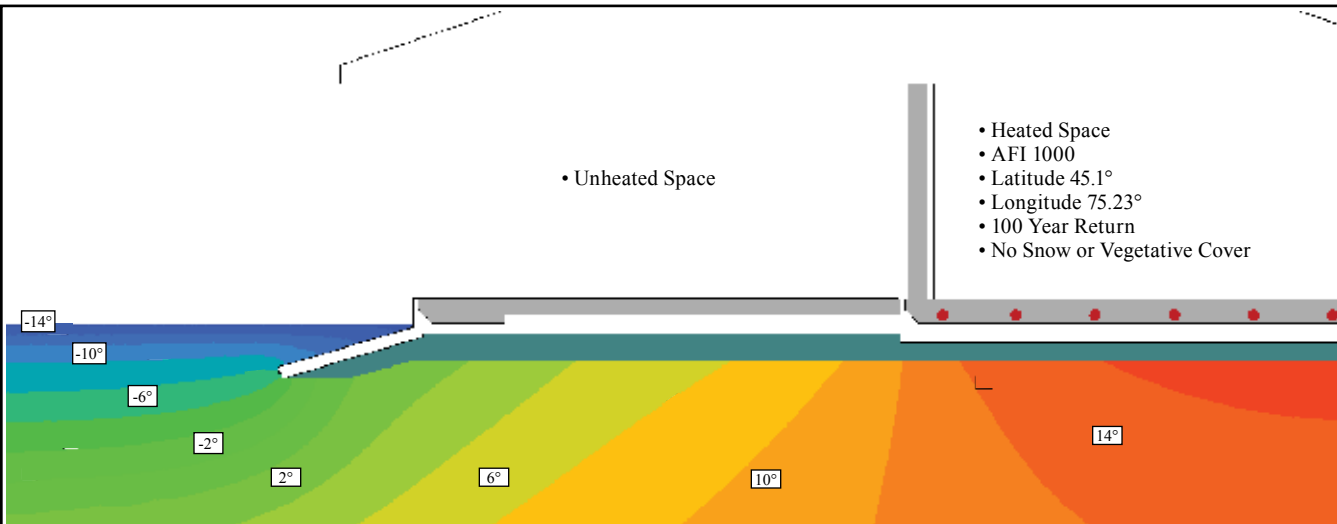 • Heated Space
• AFI 1000
• Unheated Space
• Latitude 45.1°
• Longitude 75.23°
• 100 Year Return
• No Snow or Vegetative Cover
-14°
-10°
-6°
-2°
2°
6°
10°
14°